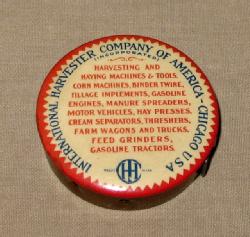 INTERNATIONAL HARVESTER COMPANY OF AMERICA - CHICAGO USA
INCORPORATED
HARVESTING AND
HAYING MACHINES & TOOLS,
CORN MACHINES, BINDER TWINE,
TILLAGE IMPLEMENTS, GASOLINE
ENGINES, MANURE SPREADERS,
MOTOR VEHICLES, HAY PRESSES,
CREAM SEPARATORS, THRESHERS,
FARM WAGONS AND TRUCKS,
FEED GRINDERS,
GASOLINE TRACTORS.
IHC